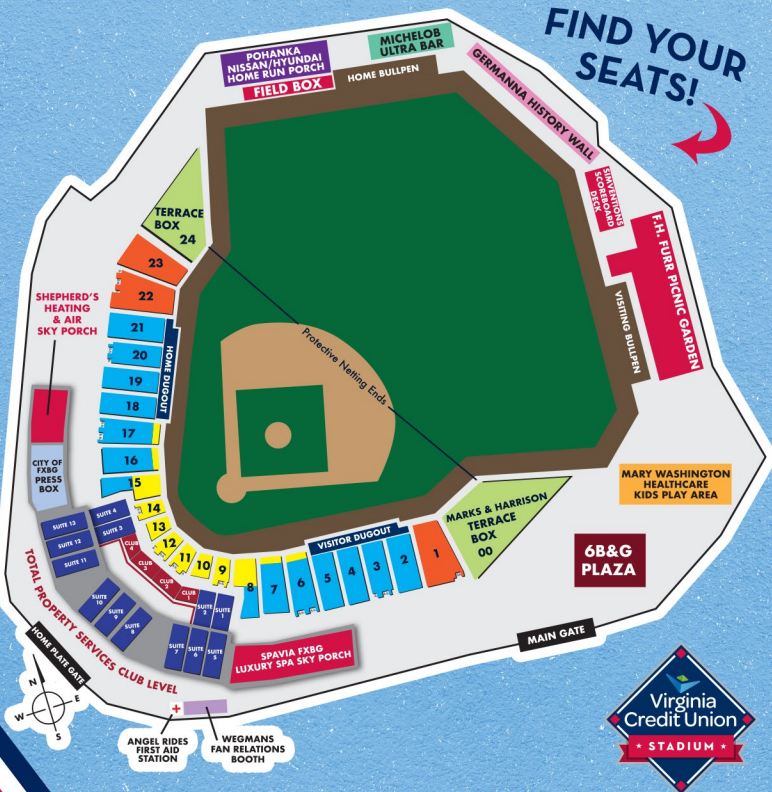 FIND YOUR
SEATS!
POHANKA
NISSAN/HYUNDAI
HOME RUN PORCH
FIELD BOX
MICHELOB
ULTRA BAR
HOME BULLPEN
GERMANNA HISTORY WALL
SIMVENTIONS
SCOREBOARD
DECK
F.H. FURR PICNIC GARDEN
VISITING BULLPEN
TERRACE
BOX
24
23
22
21
20
19
18
17
16
15
14
13
12
11
10
9
8
7
6
5
4
3
2
1
HOME DUGOUT
Protective Netting Ends
VISITOR DUGOUT
MARKS & HARRISON
TERRACE
BOX
00
SHEPHERD'S
HEATING
& AIR
SKY PORCH
CITY OF
FXBG
PRESS
BOX
SUITE 13
SUITE 12
SUITE 11
SUITE 4
SUITE 3
CLUB
4
CLUB
3
CLUB
2
CLUB
1
SUITE
10
SUITE
9
SUITE
8
SUITE
2
SUITE
1
SUITE
7
SUITE
6
SUITE
5
TOTAL PROPERTY SERVICES CLUB LEVEL
SPAVIA FXBG
LUXURY SPA SKY PORCH
MARY WASHINGTON
HEALTHCARE
KIDS PLAY AREA
6B&G
PLAZA
MAIN GATE
HOME PLATE GATE
N
E
W
S
ANGEL RIDES
FIRST AID
STATION
WEGMANS
FAN RELATIONS
BOOTH
Virginia
Credit Union
STADIUM